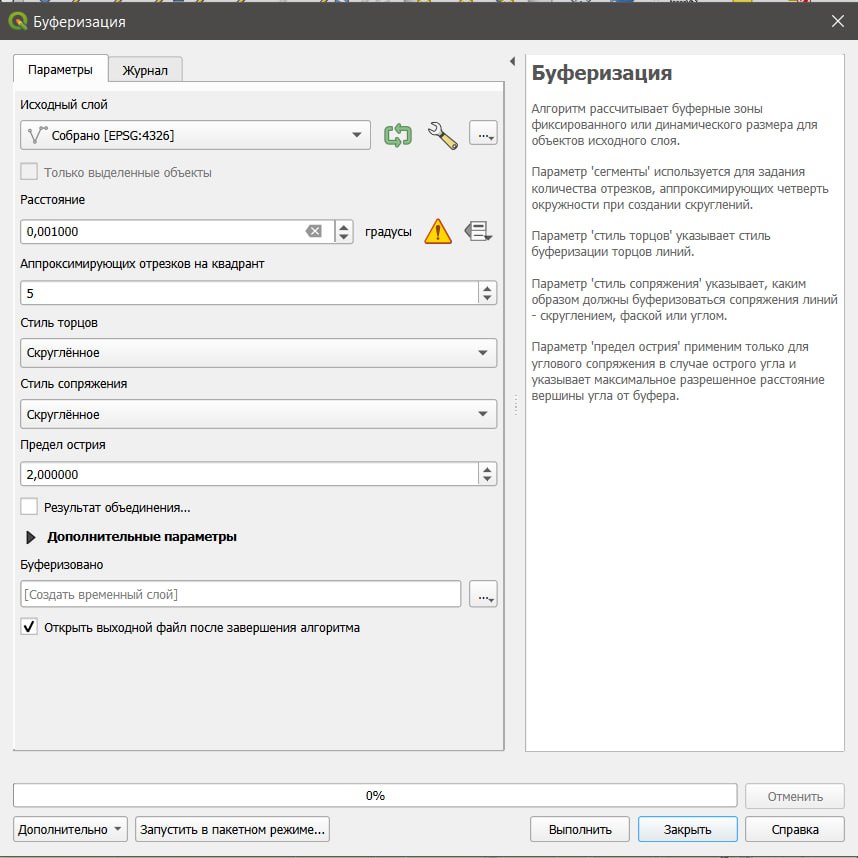 Буферизация
Параметры
Журнал
Исходный слой
Собрано [EPSG:4326]
...
Только выделенные объекты
Расстояние
0,001000
градусы
Аппроксимирующих отрезков на квадрант
5
Стиль торцов
Скруглённое
Стиль сопряжения
Скруглённое
Предел острия
2,000000
Результат объединения...
Дополнительные параметры
Буферизовано
[Создать временный слой]
...
Открыть выходной файл после завершения алгоритма
Буферизация
Алгоритм рассчитывает буферные зоны
фиксированного или динамического размера для
объектов исходного слоя.
Параметр 'сегменты' используется для задания
количества отрезков, аппроксимирующих четверть
окружности при создании скруглений.
Параметр 'стиль торцов' указывает стиль
буферизации торцов линий.
Параметр 'стиль сопряжения' указывает, каким
образом должны буферизоваться сопряжения линий
- скруглением, фаской или углом.
Параметр 'предел острия' применим только для
углового сопряжения в случае острого угла и
указывает максимальное разрешенное расстояние
вершины угла от буфера.
0%
Отменить
Дополнительно
Запустить в пакетном режиме...
Выполнить
Закрыть
Справка